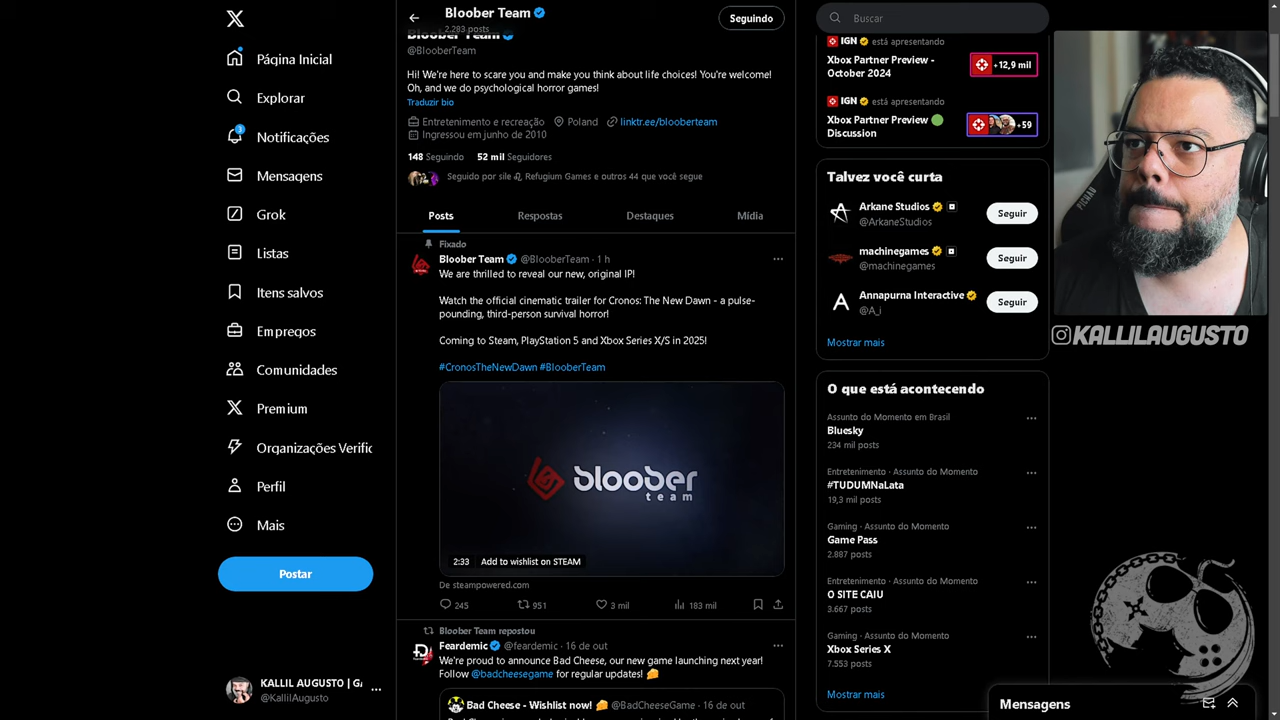 Página Inicial
Explorar
3
Notificações
Mensagens
Grok
Listas
Itens salvos
Empregos
Comunidades
Premium
Organizações Verific
Perfil
Mais
Postar
KALLIL AUGUSTO | GA
@KallilAugusto
Bloober Team
2.283 posts
Seguindo
Bloober Team
@BlooberTeam
Hi! We're here to scare you and make you think about life choices! You're welcome!
Oh, and we do psychological horror games!
Traduzir bio
Entretenimento e recreação Poland linktr.ee/blooberteam
Ingressou em junho de 2010
148 Seguindo 52 mil Seguidores
Seguido por sile Refugium Games e outros 44 que você segue
Posts Respostas Destaques Mídia
Fixado
Bloober Team @BlooberTeam · 1 h
We are thrilled to reveal our new, original IP!
Watch the official cinematic trailer for Cronos: The New Dawn - a pulse-
pounding, third-person survival horror!
Coming to Steam, PlayStation 5 and Xbox Series X/S in 2025!
#CronosTheNewDawn #BlooberTeam
bloober
team
2:33 Add to wishlist on STEAM
De steampowered.com
245 951 3 mil 183 mil
Bloober Team repostou
Feardemic @feardemic · 16 de out
We're proud to announce Bad Cheese, our new game launching next year!
Follow @badcheesegame for regular updates! 🧀
Bad Cheese - Wishlist now! 🧀 @BadCheeseGame · 16 de out
Buscar
IGN está apresentando
Xbox Partner Preview -
October 2024
+12,9 mil
IGN está apresentando
Xbox Partner Preview 🟢
Discussion
+59
Talvez você curta
Arkane Studios
@ArkaneStudios
Seguir
machinegames
@machinegames
Seguir
Annapurna Interactive
@A_i
Seguir
Mostrar mais
O que está acontecendo
Assunto do Momento em Brasil
Bluesky
234 mil posts
Entretenimento · Assunto do Momento
#TUDUMNaLata
19,3 mil posts
Gaming · Assunto do Momento
Game Pass
2.887 posts
Entretenimento · Assunto do Momento
O SITE CAIU
3.667 posts
Gaming · Assunto do Momento
Xbox Series X
7.553 posts
Mostrar mais
Mensagens
PICHAU
KALLILAUGUSTO